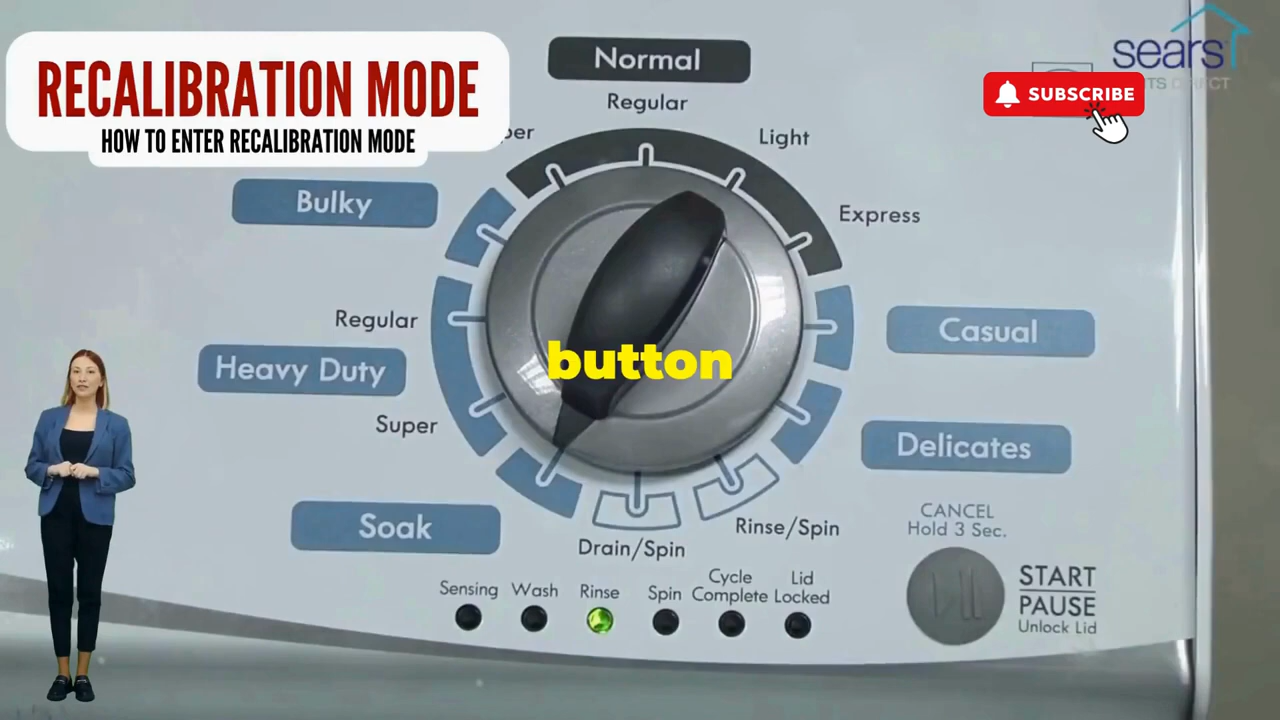 RECALIBRATION MODE
HOW TO ENTER RECALIBRATION MODE
sears
DIRECT
SUBSCRIBE
Normal
Regular
Light
Express
Bulky
Regular
Heavy Duty
Super
Soak
Casual
Delicates
button
Rinse/Spin
Drain/Spin
CANCEL
Hold 3 Sec.
START
PAUSE
Unlock Lid
Sensing
Wash
Rinse
Spin
Cycle
Complete
Lid
Locked